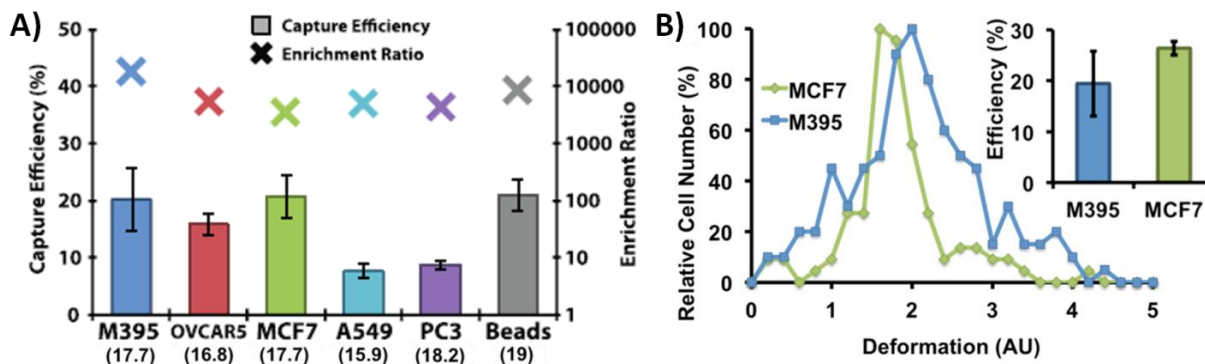 A)
50
40
30
20
10
0
Capture Efficiency (%)
Capture Efficiency
Enrichment Ratio
100000
10000
1000
100
10
1
Enrichment Ratio
M395 OVCAR5 MCF7 A549 PC3 Beads
(17.7) (16.8) (17.7) (15.9) (18.2) (19)
B)
100
80
60
40
20
0
Relative Cell Number (%)
MCF7
M395
0 1 2 3 4 5
Deformation (AU)
30
20
10
0
Efficiency (%)
M395 MCF7